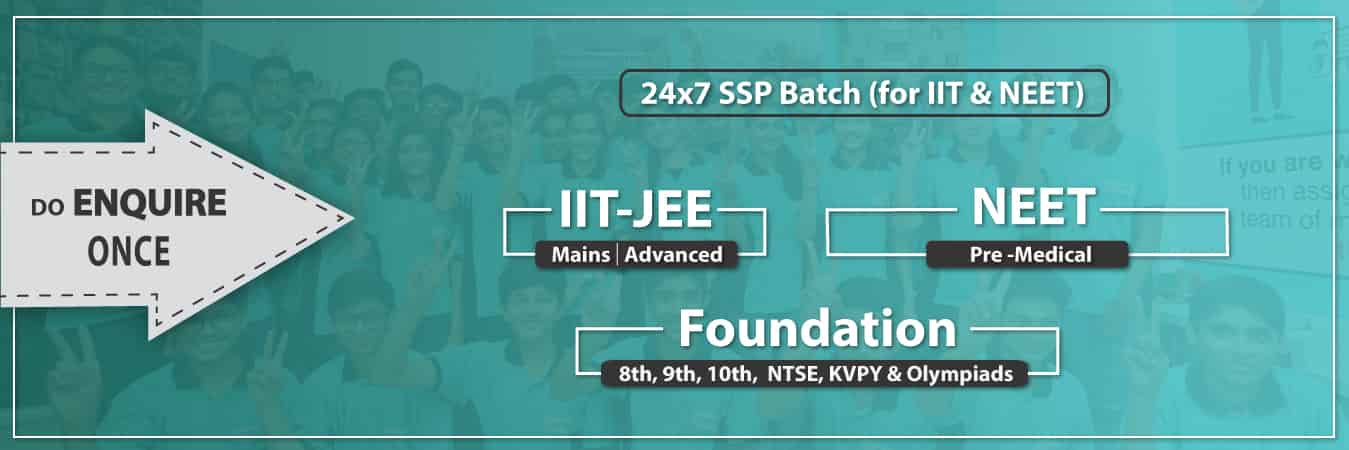 DO ENQUIRE
ONCE
24x7 SSP Batch (for IIT & NEET)
IIT-JEE
Mains | Advanced
NEET
Pre -Medical
Foundation
8th, 9th, 10th, NTSE, KVPY & Olympiads
If you are
then
team of